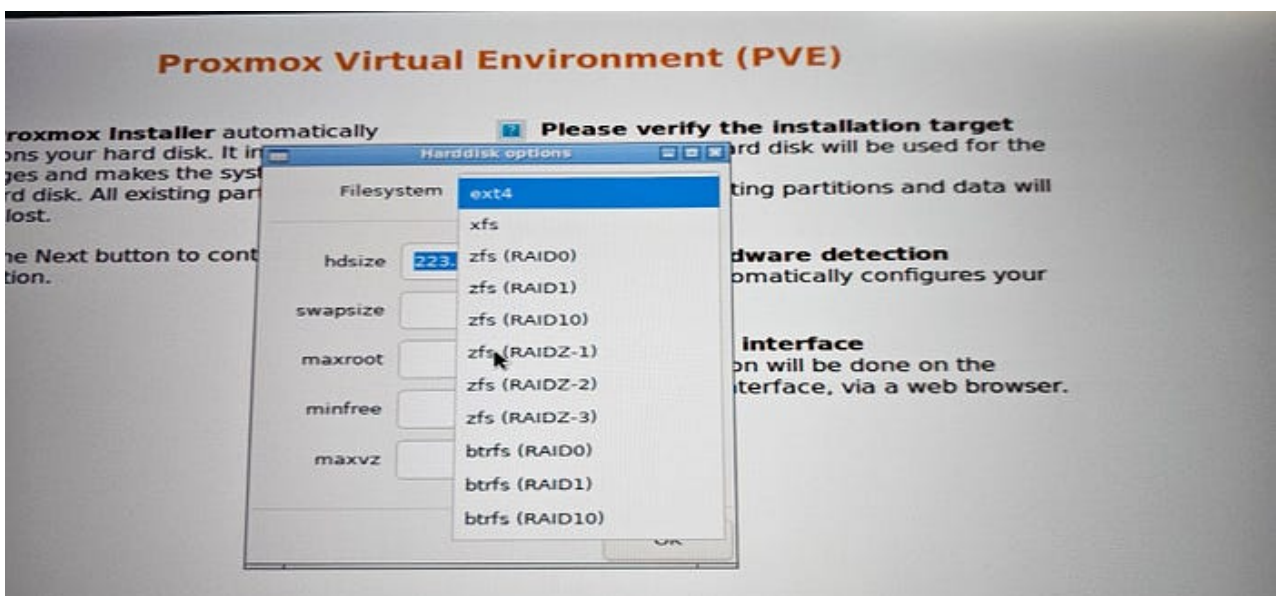 Proxmox Virtual Environment (PVE)
roxmox Installer automatically
ons your hard disk. It in
ges and makes the syst
rd disk. All existing part
lost.
he Next button to cont
tion.
Please verify the installation target
rd disk will be used for the
ting partitions and data will
dware detection
omatically configures your
interface
on will be done on the
terface, via a web browser.
Harddisk options
Filesystem
ext4
xfs
zfs (RAID0)
zfs (RAID1)
zfs (RAID10)
zfs (RAIDZ-1)
zfs (RAIDZ-2)
zfs (RAIDZ-3)
btrfs (RAID0)
btrfs (RAID1)
btrfs (RAID10)
hdsize 223.
swapsize
maxroot
minfree
maxvz